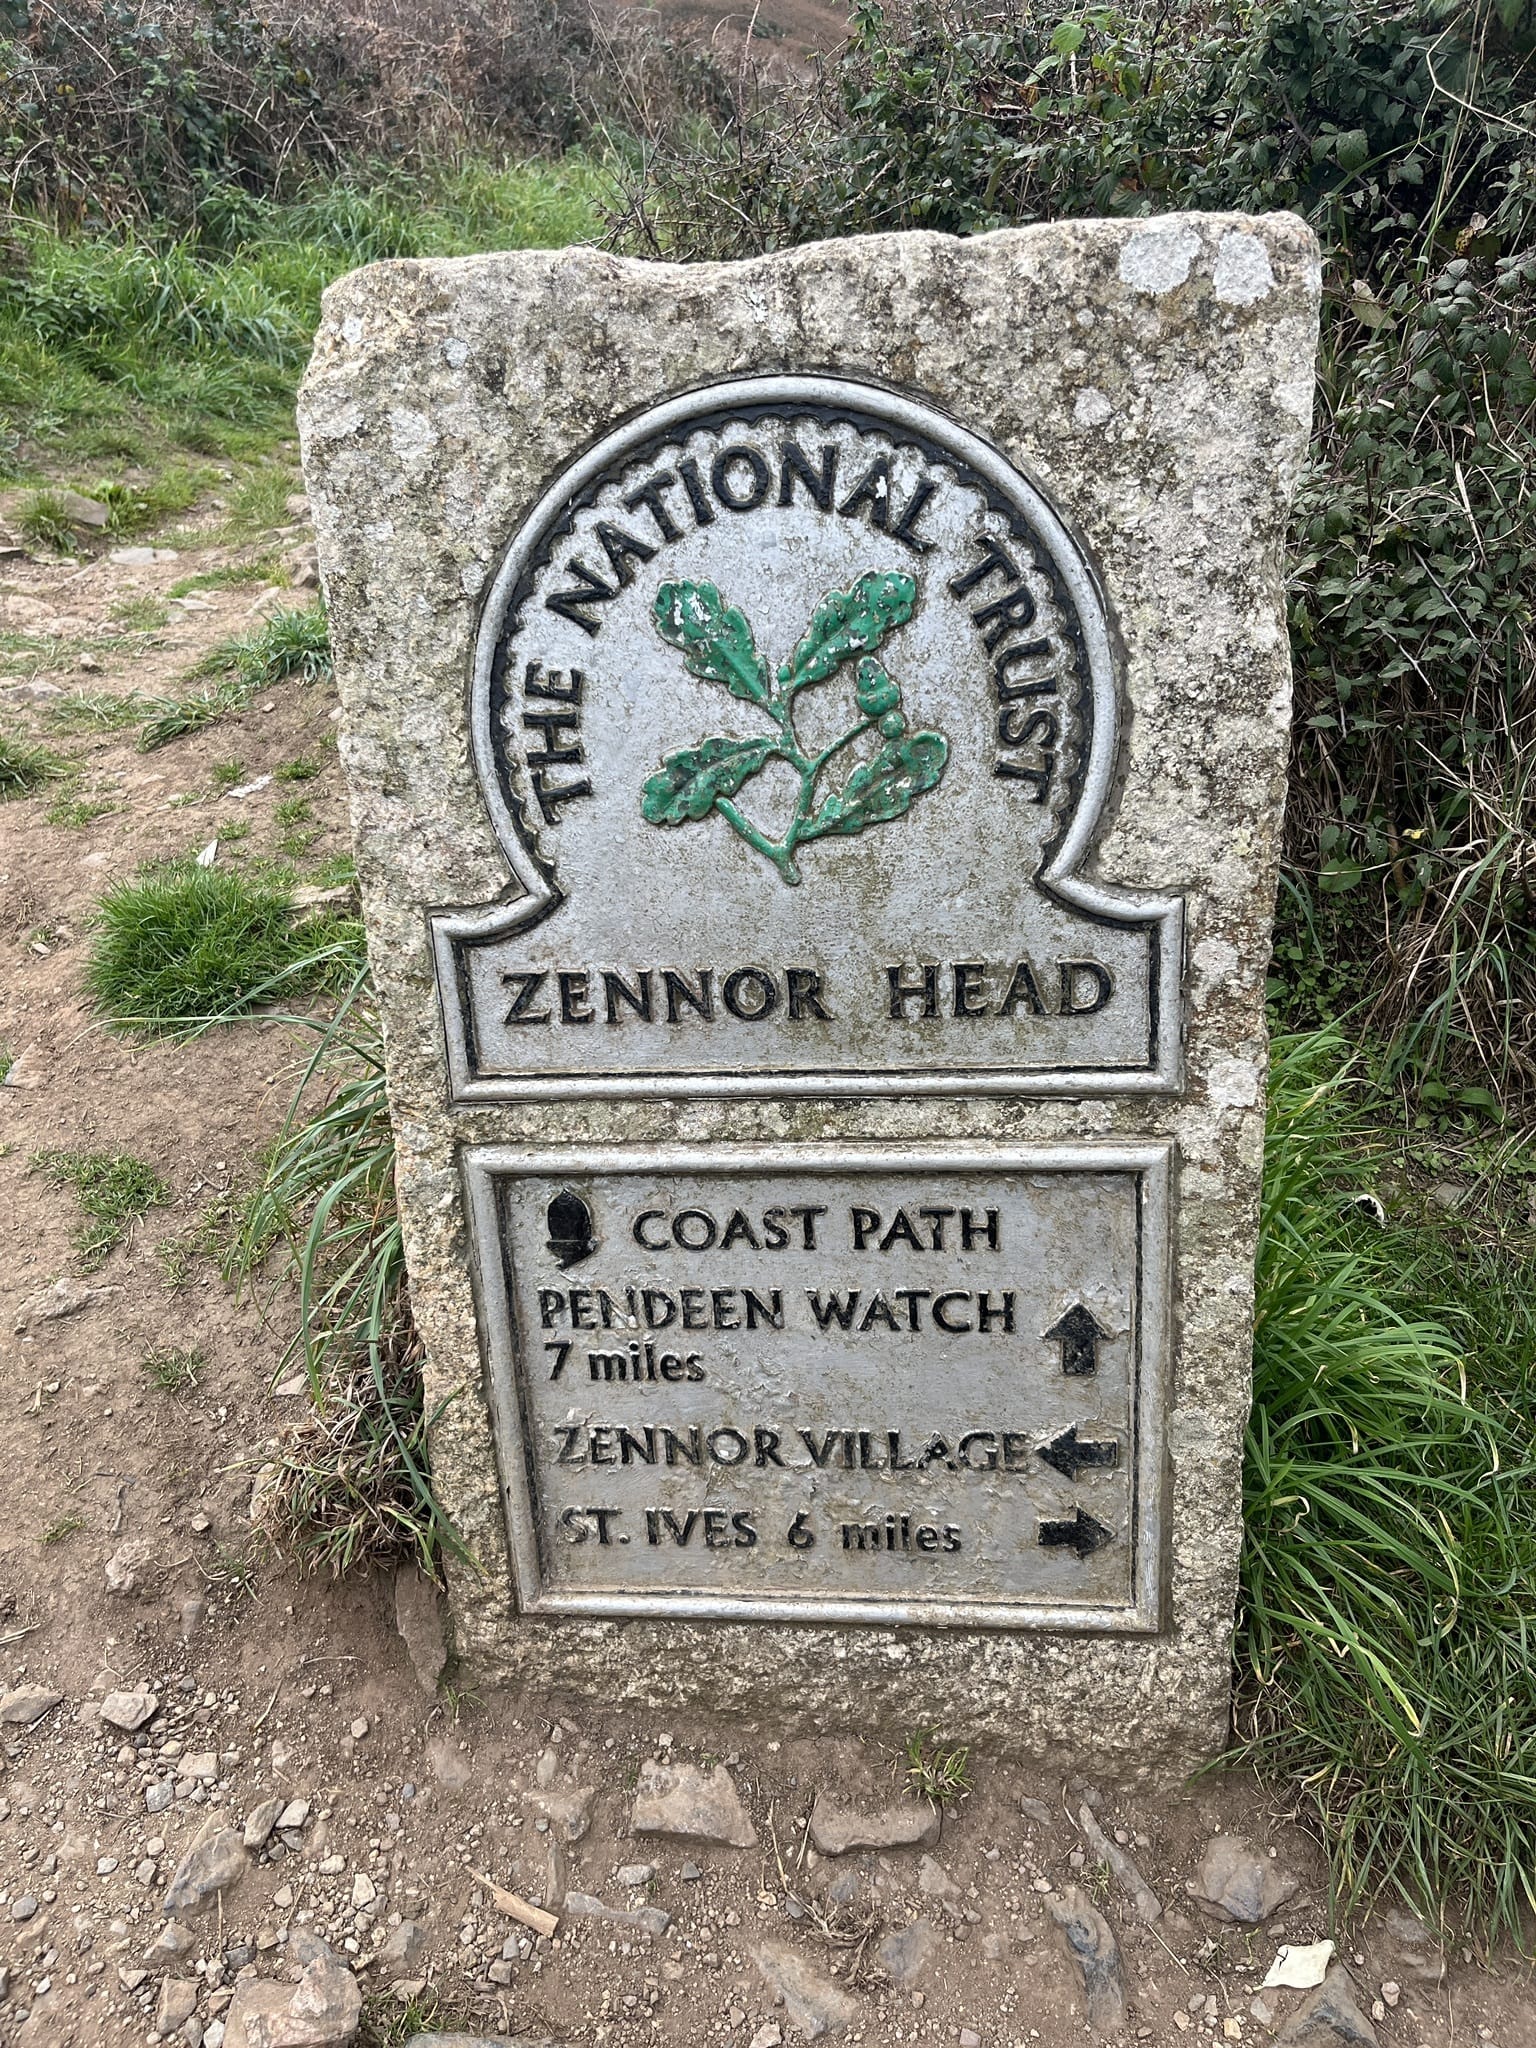 THE NATIONAL TRUST
ZENNOR HEAD
COAST PATH
PENDEEN WATCH
7 miles
ZENNOR VILLAGE
ST. IVES 6 miles